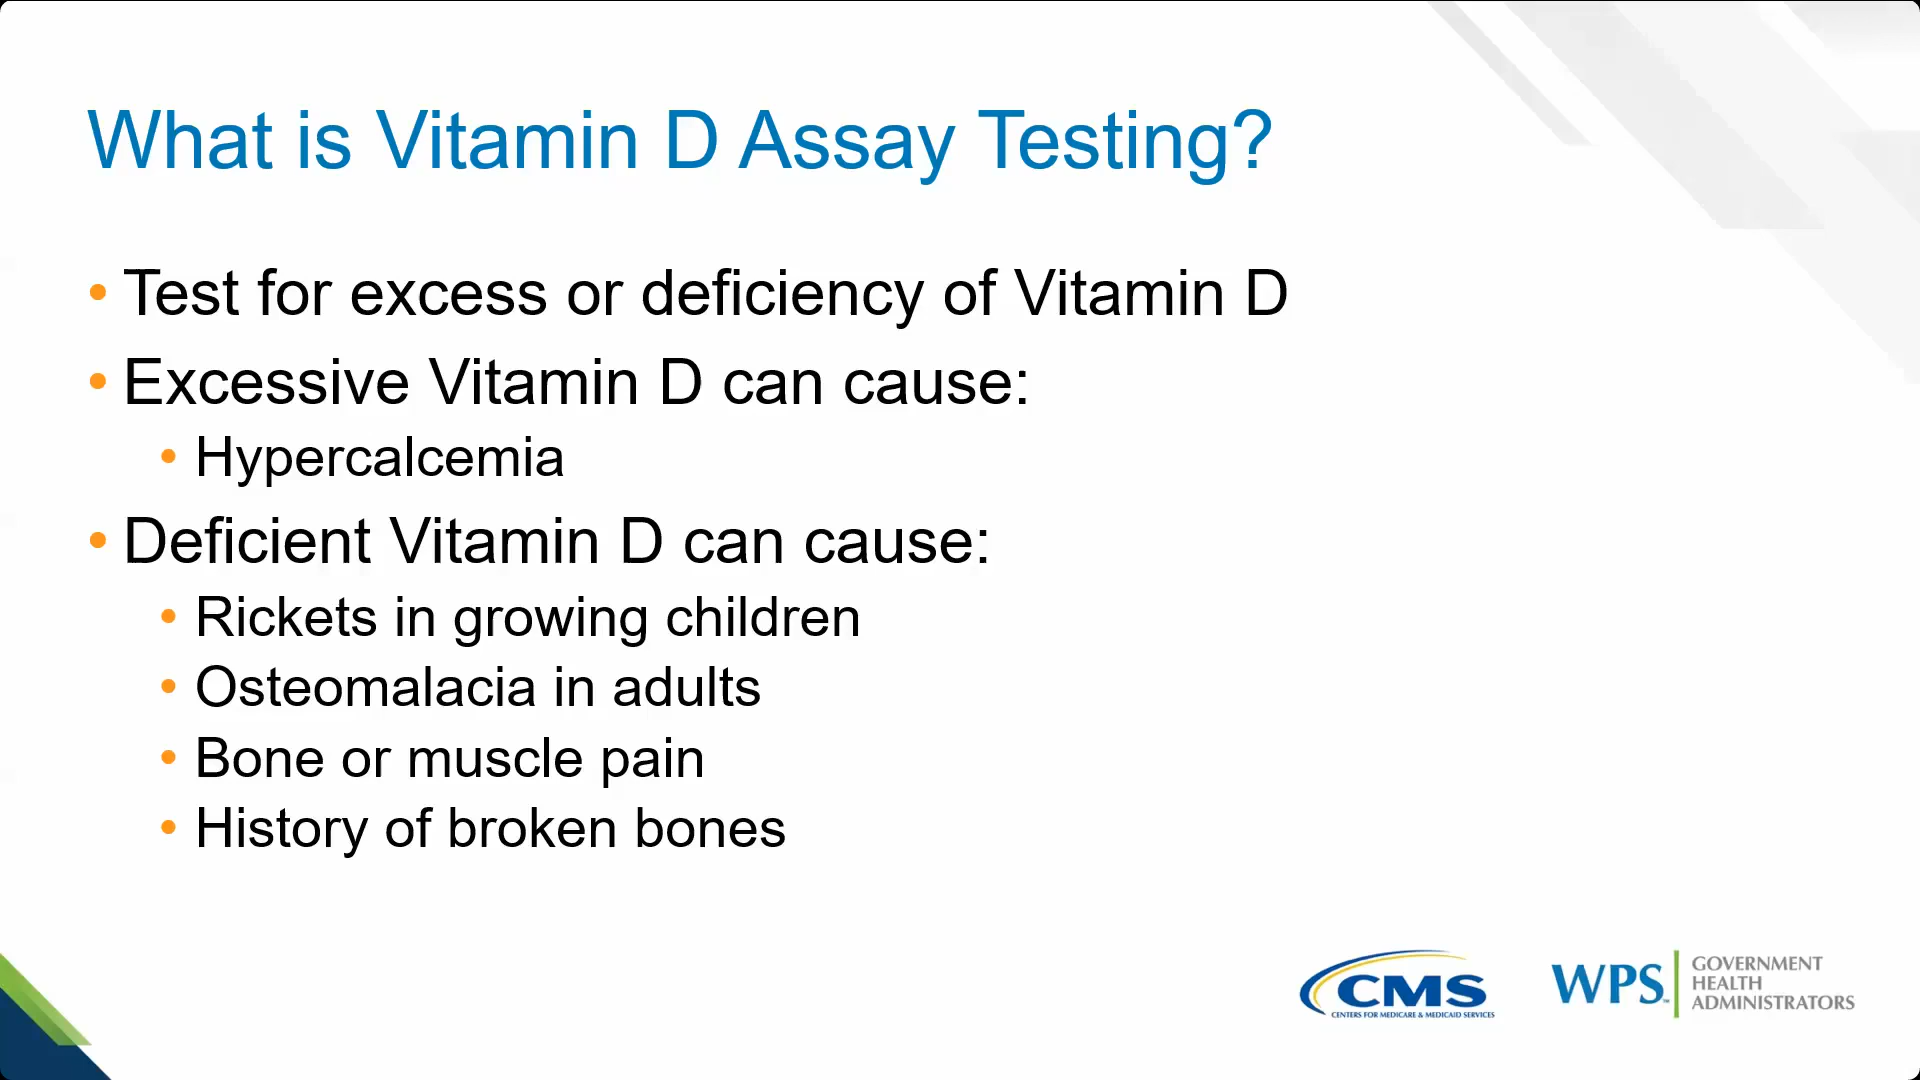 What is Vitamin D Assay Testing?
• Test for excess or deficiency of Vitamin D
• Excessive Vitamin D can cause:
• Hypercalcemia
• Deficient Vitamin D can cause:
• Rickets in growing children
• Osteomalacia in adults
• Bone or muscle pain
• History of broken bones
CMS
CENTERS FOR MEDICARE & MEDICAID SERVICES
WPS
GOVERNMENT
HEALTH
ADMINISTRATORS